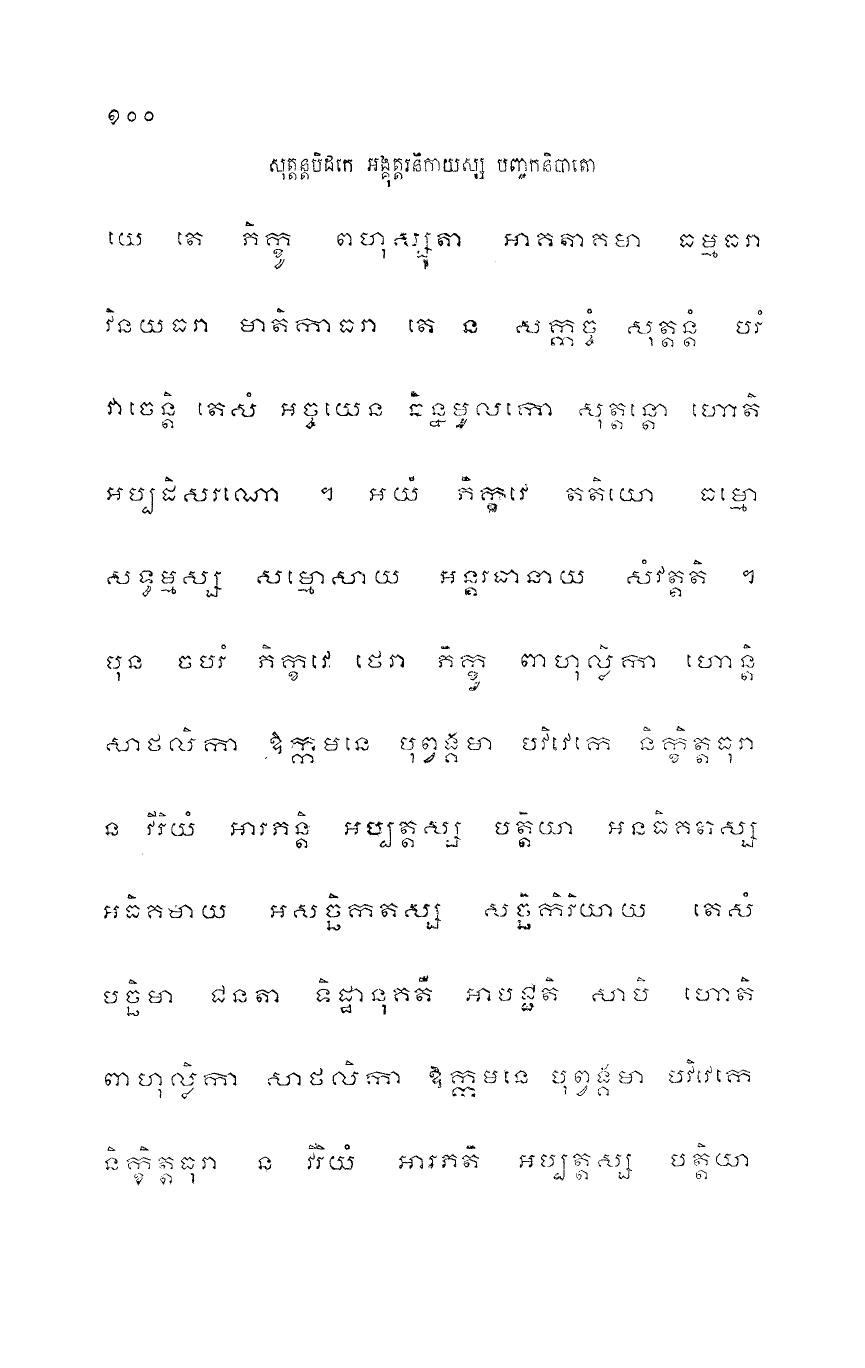 ១០០
សុត្តន្តបិដកេ អង្គុត្តរនិកាយស្ស បញ្ចកនិបាតោ
យេ តេ ភិក្ខូ ពហុស្សុតា អាគតាគមា ធម្មធរា
វិនយធរា មាតិកាធរា តេ ន សក្កច្ចំ សុត្តន្តំ បរំ
វាចេន្តិ តេសំ អច្ចយេន ឆិន្នមូលកោ សុត្តន្តោ ហោតិ
អប្បដិសរណោ ។ អយំ ភិក្ខវេ តតិយោ ធម្មោ
សទ្ធម្មស្ស សម្មោសាយ អន្តរធានាយ សំវត្តតិ ។
បុន ចបរំ ភិក្ខវេ ថេរា ភិក្ខូ ពាហុល្លិកា ហោន្តិ
សាថលិកា ឱក្កមនេ បុព្វង្គមា បវិវេកេ និក្ខិត្តធុរា
ន វីរិយំ អារភន្តិ អប្បត្តស្ស បត្តិយា អនធិគតស្ស
អធិគមាយ អសច្ឆិកតស្ស សច្ឆិកិរិយាយ តេសំ
បច្ឆិមា ជនតា ទិដ្ឋានុគតឹ អាបជ្ជតិ សាបិ ហោតិ
ពាហុល្លិកា សាថលិកា ឱក្កមនេ បុព្វង្គមា បវិវេកេ
និក្ខិត្តធុរា ន វីរិយំ អារភតិ អប្បត្តស្ស បត្តិយា